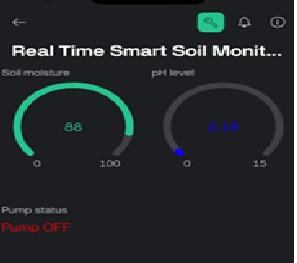 Real Time Smart Soil Monit...
Soil moisture
pH level
88
0
100
0
15
Pump status
Pump OFF